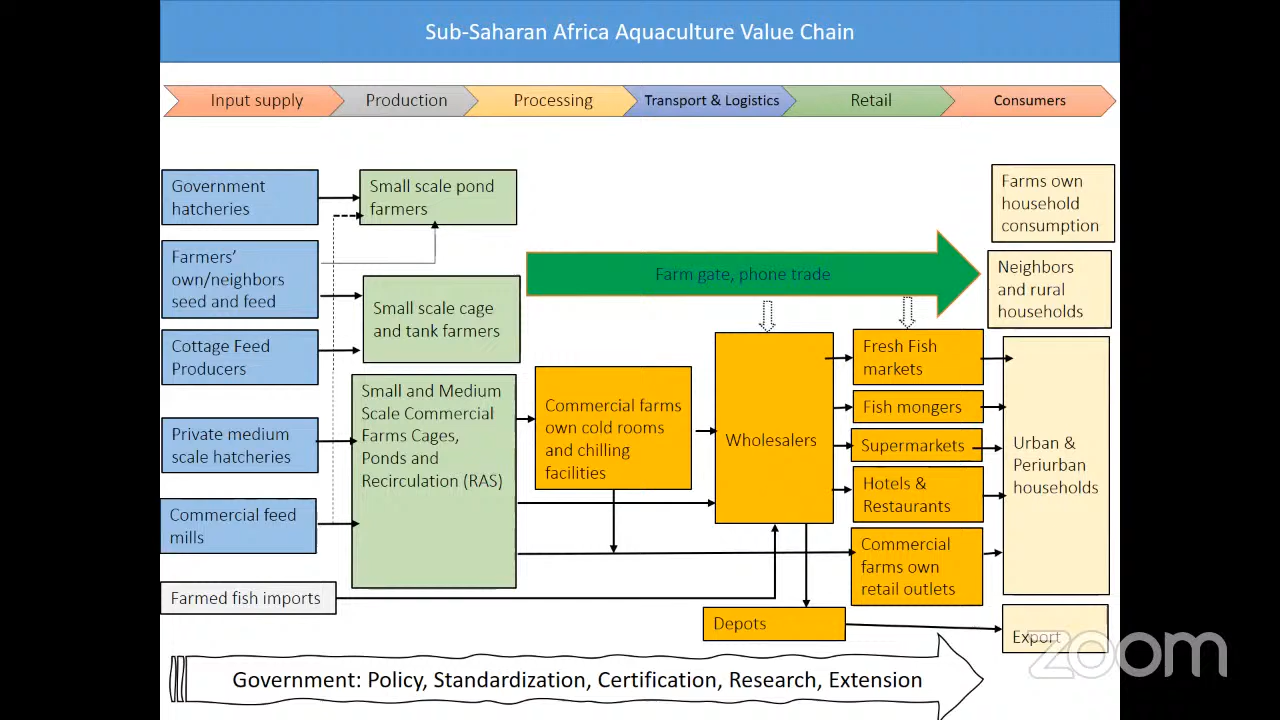 Sub-Saharan Africa Aquaculture Value Chain
Input supply
Production
Processing
Transport & Logistics
Retail
Consumers
Government
hatcheries
Farmers’
own/neighbors
seed and feed
Cottage Feed
Producers
Private medium
scale hatcheries
Commercial feed
mills
Farmed fish imports
Small scale pond
farmers
Small scale cage
and tank farmers
Small and Medium
Scale Commercial
Farms Cages,
Ponds and
Recirculation (RAS)
Farm gate, phone trade
Commercial farms
own cold rooms
and chilling
facilities
Wholesalers
Depots
Fresh Fish
markets
Fish mongers
Supermarkets
Hotels &
Restaurants
Commercial
farms own
retail outlets
Farms own
household
consumption
Neighbors
and rural
households
Urban &
Periurban
households
Export
Government: Policy, Standardization, Certification, Research, Extension
zoom